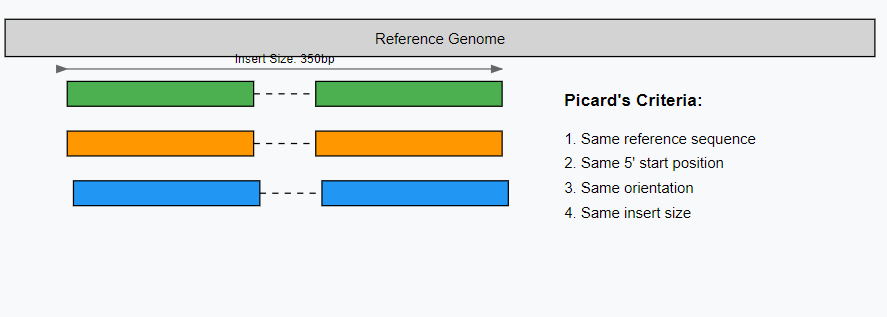 Reference Genome
Insert Size: 350bp
Picard's Criteria:
1. Same reference sequence
2. Same 5' start position
3. Same orientation
4. Same insert size